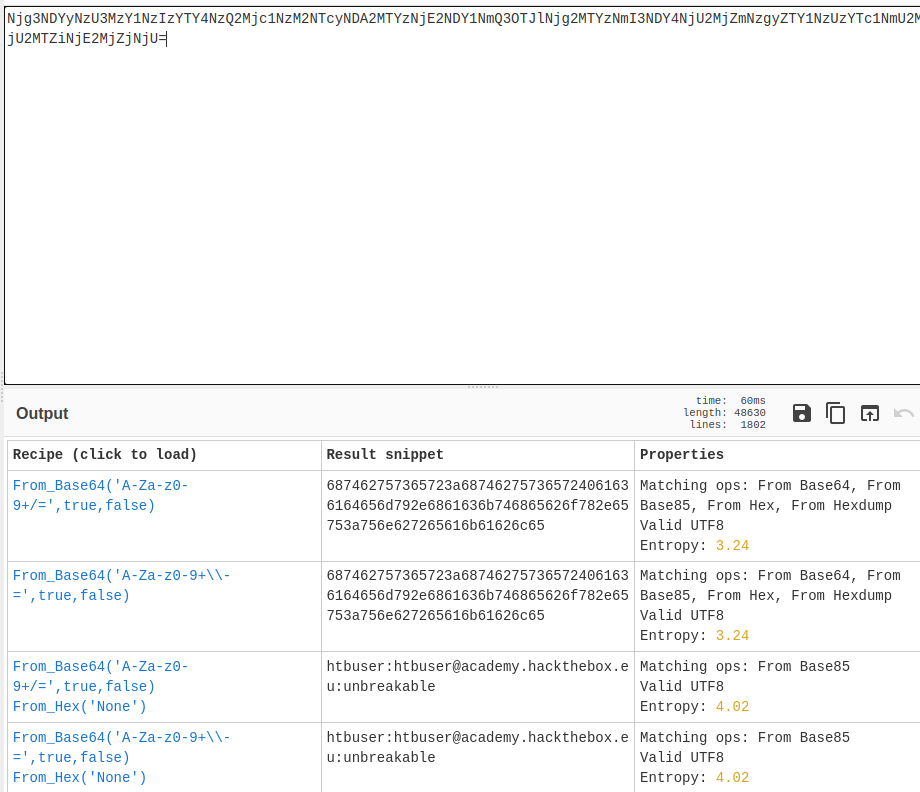 Njg3NDYyNzU3MzY1NzIzYTY4NzQ2Mjc1NzM2NTcyNDA2MTYzNjE2NDY1NmQ3OTJlNjg2MTYzNmI3NDY4NjU2MjZmNzgyZTY1NzUzYTc1NmU2M
jU2MTZiNjE2MjZjNjU=
Output
time: 60ms
length: 48630
lines: 1802
Recipe (click to load) Result snippet Properties
From_Base64('A-Za-z0-
9+/=',true,false)
687462757365723a68746275736572406163
6164656d792e6861636b746865626f782e65
753a756e627265616b61626c65
Matching ops: From Base64, From
Base85, From Hex, From Hexdump
Valid UTF8
Entropy: 3.24
From_Base64('A-Za-z0-9+\\-
=',true,false)
687462757365723a68746275736572406163
6164656d792e6861636b746865626f782e65
753a756e627265616b61626c65
Matching ops: From Base64, From
Base85, From Hex, From Hexdump
Valid UTF8
Entropy: 3.24
From_Base64('A-Za-z0-
9+/=',true,false)
From_Hex('None')
htbuser:htbuser@academy.hackthebox.e
u:unbreakable
Matching ops: From Base85
Valid UTF8
Entropy: 4.02
From_Base64('A-Za-z0-9+\\-
=',true,false)
From_Hex('None')
htbuser:htbuser@academy.hackthebox.e
u:unbreakable
Matching ops: From Base85
Valid UTF8
Entropy: 4.02